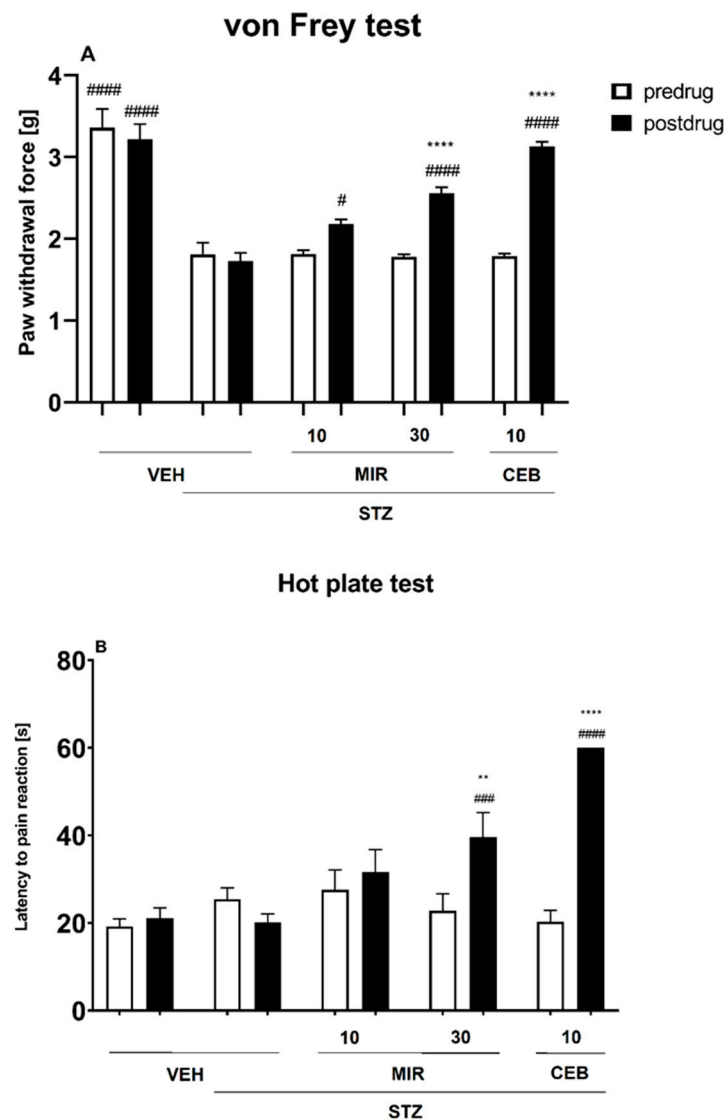 von Frey test
A
Paw withdrawal force [g]
4
3
2
1
0
####
####
#
****
####
****
####
predrug
postdrug
10 30 10
VEH MIR CEB
STZ
Hot plate test
B
Latency to pain reaction [s]
80
60
40
20
0
**
###
****
####
10 30 10
VEH MIR CEB
STZ